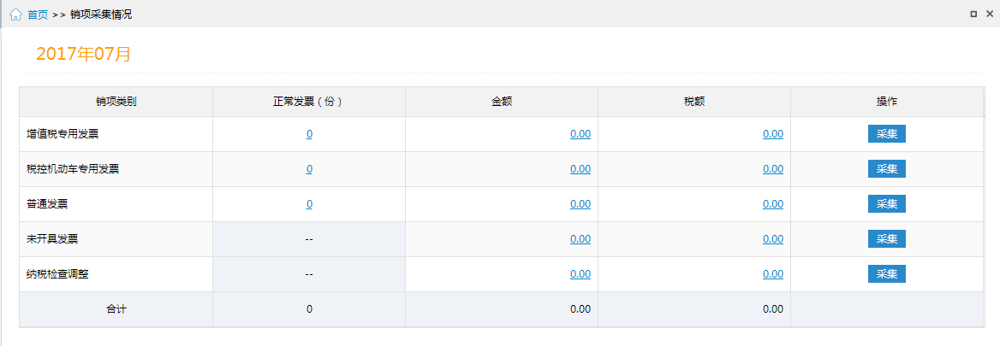 首页 >> 销项采集情况
2017年07月
销项类别 正常发票（份） 金额 税额 操作
增值税专用发票 0 0.00 0.00 采集
税控机动车专用发票 0 0.00 0.00 采集
普通发票 0 0.00 0.00 采集
未开具发票 -- 0.00 0.00 采集
纳税检查调整 -- 0.00 0.00 采集
合计 0 0.00 0.00